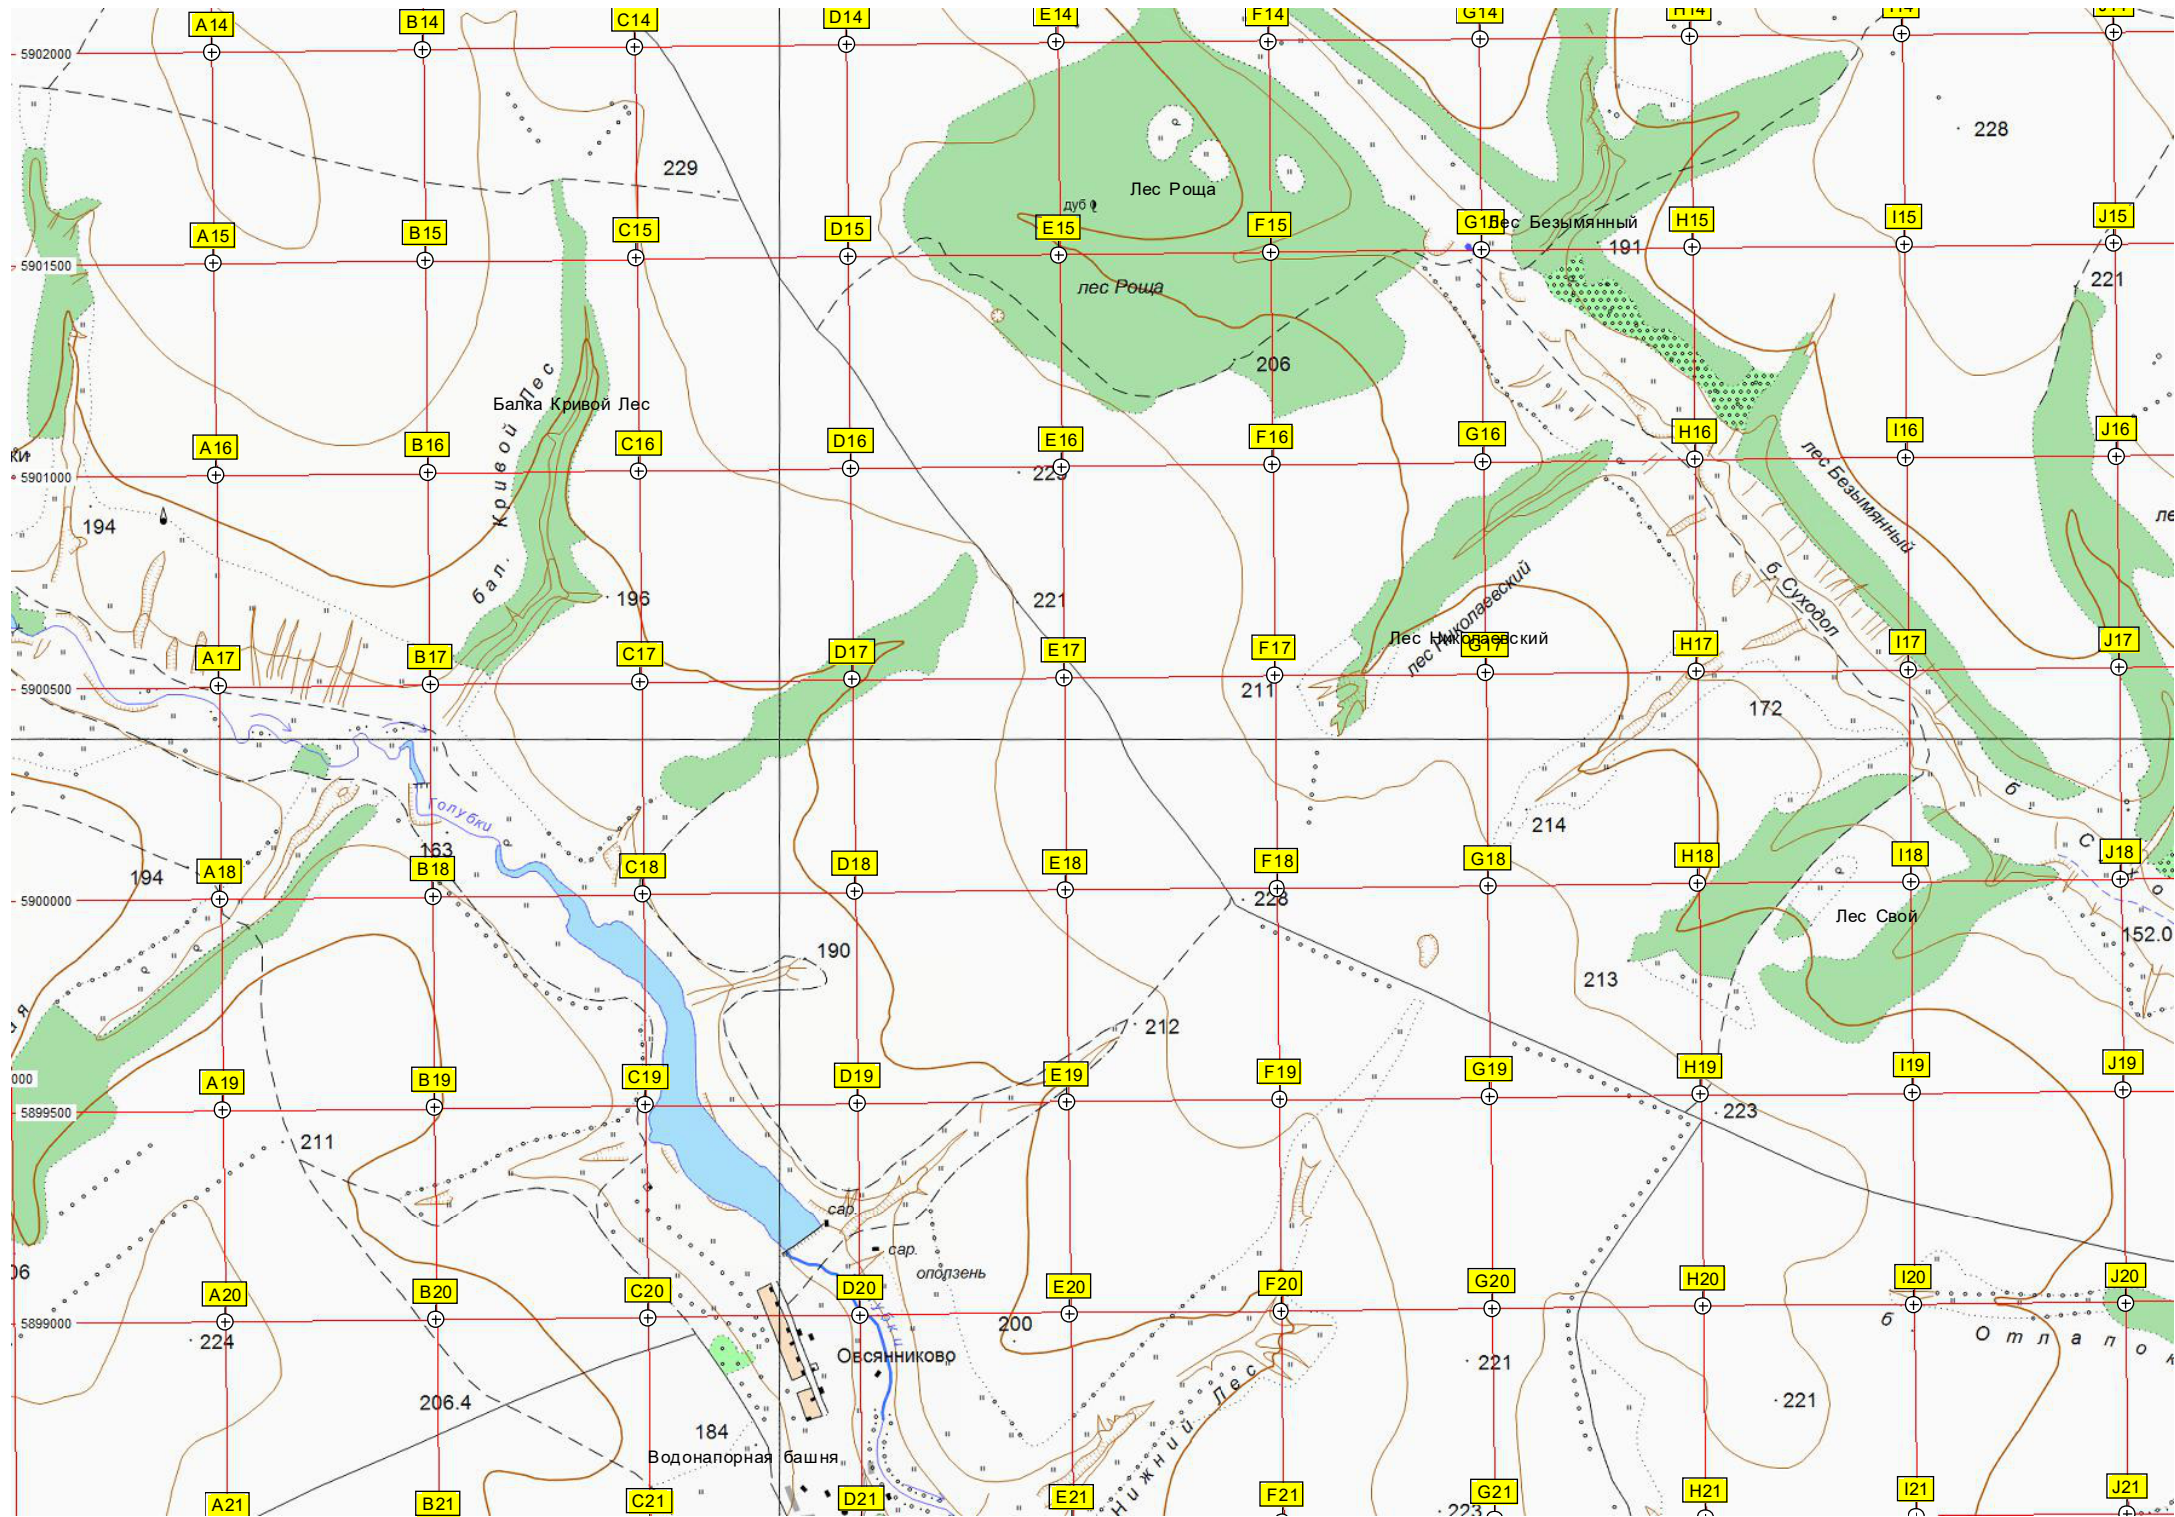 A14
B14
C14
D14
E14
F14
G14
H14
5902000
228
229
Лес Роща
дуб
A15
B15
C15
D15
E15
F15
G15
Лес Безымянный
H15
I15
J15
191
5901500
лес Роща
221
206
Балка Кривой Лес
бал. Кривой Лес
A16
B16
C16
D16
E16
F16
G16
H16
I16
J16
лес Безымянный
5901000
194
196
221
б. Суходол
лес Николаевский
Лес Николаевский
A17
B17
C17
D17
E17
F17
G17
H17
I17
J17
5900500
211
172
Голубки
214
163
194
A18
B18
C18
D18
E18
F18
G18
H18
I18
J18
5900000
228
Лес Свой
152.0
190
213
212
000
A19
B19
C19
D19
E19
F19
G19
H19
I19
J19
5899500
223
211
сар.
сар.
оползень
A20
B20
C20
D20
E20
F20
G20
H20
I20
J20
5899000
224
200
б. Отлапок
Овсянниково
221
221
206.4
184
Нижний Лес
Водонапорная башня
A21
B21
C21
D21
E21
F21
G21
H21
I21
J21
223